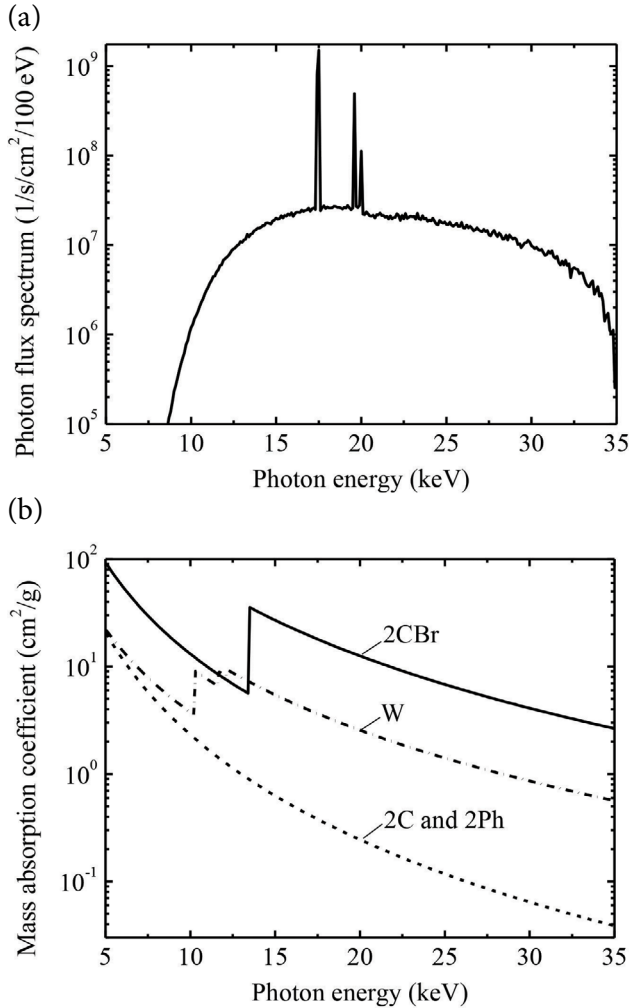 (a)
Photon flux spectrum (1/s/cm²/100 eV)
10⁹
10⁸
10⁷
10⁶
10⁵
5 10 15 20 25 30 35
Photon energy (keV)
(b)
Mass absorption coefficient (cm²/g)
10²
10¹
10⁰
10⁻¹
2CBr
W
2C and 2Ph
5 10 15 20 25 30 35
Photon energy (keV)